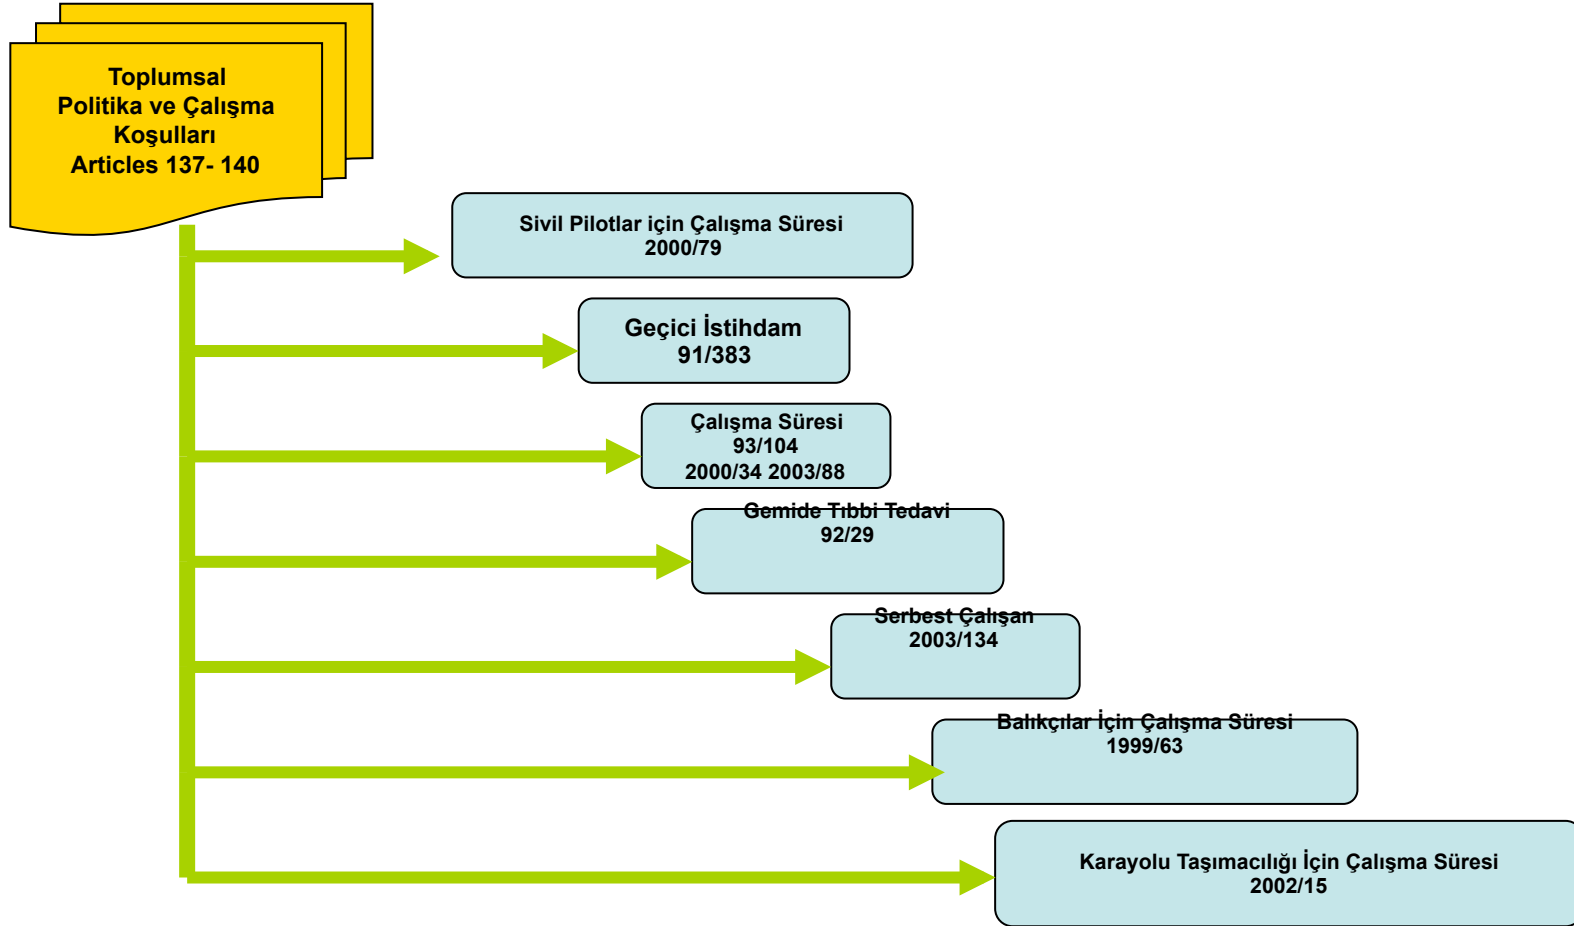 Toplumsal
Politika ve Çalışma
Koşulları
Articles 137- 140
Sivil Pilotlar için Çalışma Süresi
2000/79
Geçici İstihdam
91/383
Çalışma Süresi
93/104
2000/34 2003/88
Gemide Tıbbi Tedavi
92/29
Serbest Çalışan
2003/134
Balıkçılar İçin Çalışma Süresi
1999/63
Karayolu Taşımacılığı İçin Çalışma Süresi
2002/15